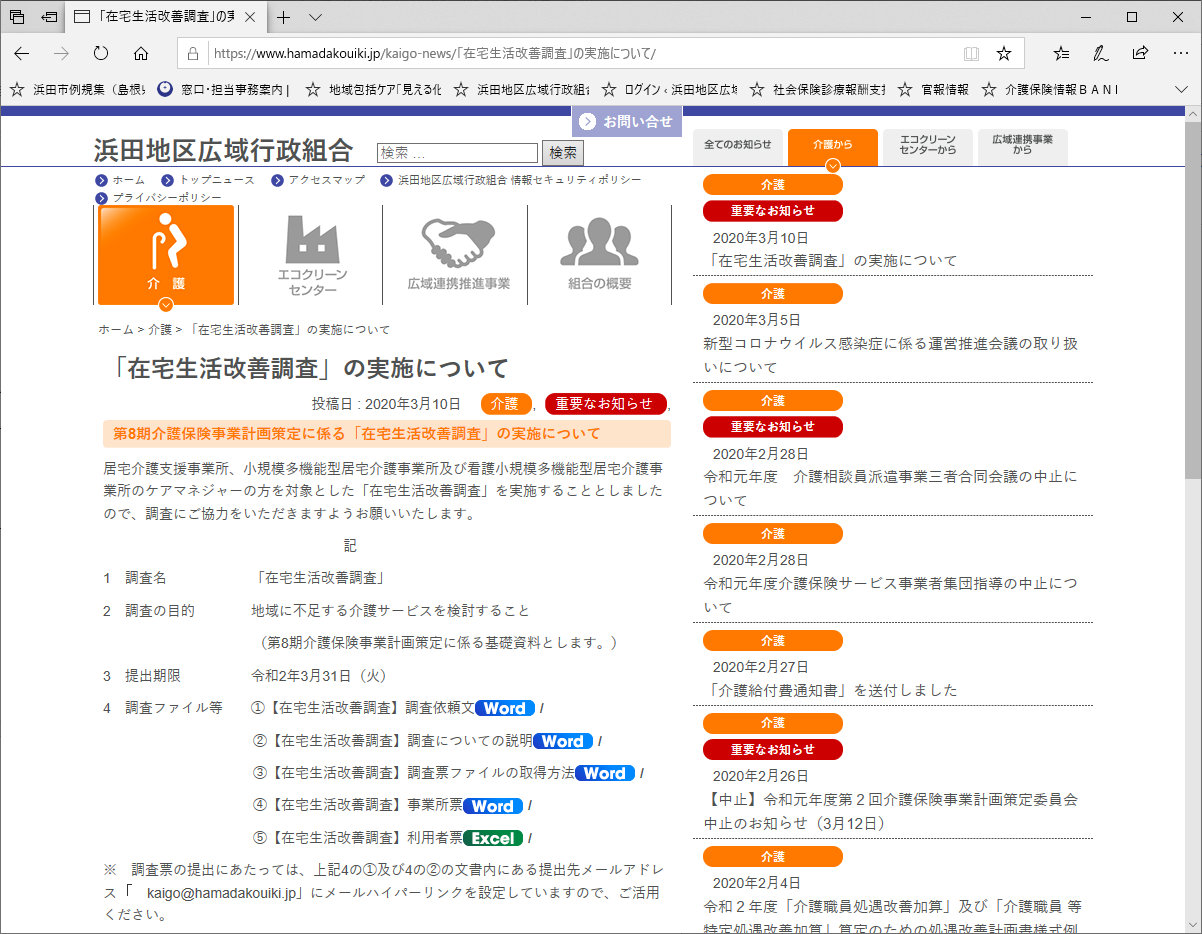 「在宅生活改善調査」の実
https://www.hamadakouiki.jp/kaigo-news/「在宅生活改善調査」の実施について/
浜田市例規集（島根
窓口・担当事務案内 |
地域包括ケア「見える化
浜田地区広域行政組
ログイン ‹ 浜田地区広域
社会保険診療報酬支
官報情報
介護保険情報ＢＡＮＩ
お問い合せ
浜田地区広域行政組合
検索 …
検索
全てのお知らせ
介護から
エコクリーン
センターから
広域連携事業
から
ホーム
トップニュース
アクセスマップ
浜田地区広域行政組合 情報セキュリティポリシー
プライバシーポリシー
介 護
エコクリーン
センター
広域連携推進事業
組合の概要
ホーム > 介護 > 「在宅生活改善調査」の実施について
「在宅生活改善調査」の実施について
投稿日 : 2020年3月10日 介護 , 重要なお知らせ ,
第8期介護保険事業計画策定に係る「在宅生活改善調査」の実施について
居宅介護支援事業所、小規模多機能型居宅介護事業所及び看護小規模多機能型居宅介護事
業所のケアマネジャーの方を対象とした「在宅生活改善調査」を実施することとしました
ので、調査にご協力をいただきますようお願いいたします。
記
1　調査名　「在宅生活改善調査」
2　調査の目的　地域に不足する介護サービスを検討すること
（第8期介護保険事業計画策定に係る基礎資料とします。）
3　提出期限　令和2年3月31日（火）
4　調査ファイル等　①【在宅生活改善調査】調査依頼文 Word /
②【在宅生活改善調査】調査についての説明 Word /
③【在宅生活改善調査】調査票ファイルの取得方法 Word /
④【在宅生活改善調査】事業所票 Word /
⑤【在宅生活改善調査】利用者票 Excel /
※　調査票の提出にあたっては、上記4の①及び4の②の文書内にある提出先メールアドレ
ス「　kaigo@hamadakouiki.jp」にメールハイパーリンクを設定していますので、ご活用
ください。
介護
重要なお知らせ
2020年3月10日
「在宅生活改善調査」の実施について
介護
2020年3月5日
新型コロナウイルス感染症に係る運営推進会議の取り扱
いについて
介護
重要なお知らせ
2020年2月28日
令和元年度　介護相談員派遣事業三者合同会議の中止に
ついて
介護
2020年2月28日
令和元年度介護保険サービス事業者集団指導の中止につ
いて
介護
2020年2月27日
「介護給付費通知書」を送付しました
介護
重要なお知らせ
2020年2月26日
【中止】令和元年度第２回介護保険事業計画策定委員会
中止のお知らせ（3月12日）
介護
2020年2月4日
令和２年度「介護職員処遇改善加算」及び「介護職員 等
特定処遇改善加算」算定のための処遇改善計画書様式例